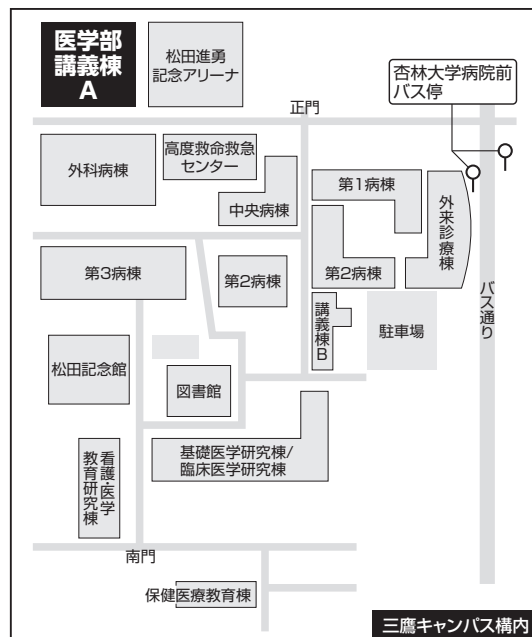 医学部
講義棟
A
松田進勇
記念アリーナ
杏林大学病院前
バス停
正門
外科病棟
高度救命救急
センター
中央病棟
第1病棟
外来診療棟
第3病棟
第2病棟
第2病棟
講義棟B
駐車場
バス通り
松田記念館
図書館
基礎医学研究棟/
臨床医学研究棟
看護・医学
教育研究棟
南門
保健医療教育棟
三鷹キャンパス構内